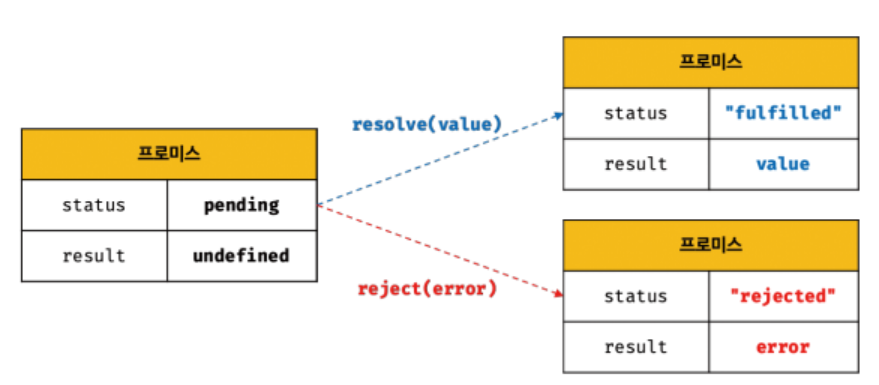 프로미스
status pending
result undefined
resolve(value)
reject(error)
프로미스
status "fulfilled"
result value
프로미스
status "rejected"
result error